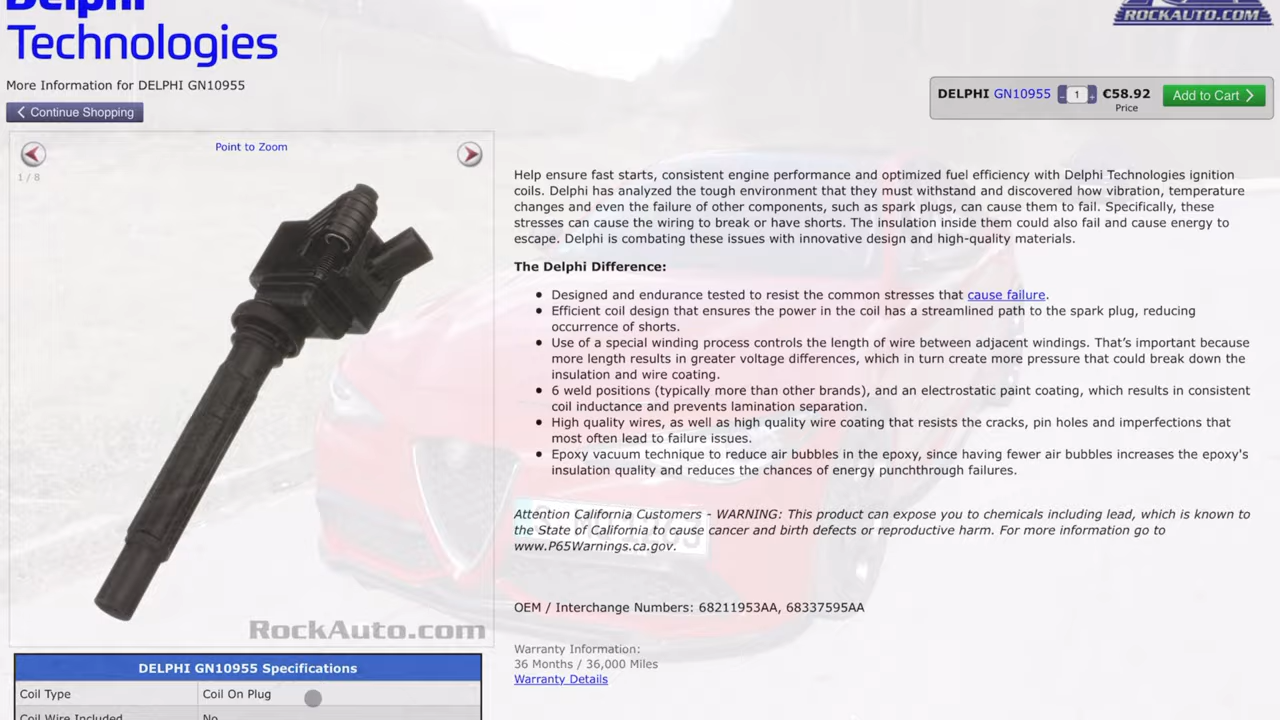 Delphi
Technologies
ROCKAUTO.COM
More Information for DELPHI GN10955
Continue Shopping
DELPHI GN10955 - 1 + €58.92 Add to Cart
Price
Point to Zoom
1 / 8
Help ensure fast starts, consistent engine performance and optimized fuel efficiency with Delphi Technologies ignition
coils. Delphi has analyzed the tough environment that they must withstand and discovered how vibration, temperature
changes and even the failure of other components, such as spark plugs, can cause them to fail. Specifically, these
stresses can cause the wiring to break or have shorts. The insulation inside them could also fail and cause energy to
escape. Delphi is combating these issues with innovative design and high-quality materials.
The Delphi Difference:
• Designed and endurance tested to resist the common stresses that cause failure.
• Efficient coil design that ensures the power in the coil has a streamlined path to the spark plug, reducing
occurrence of shorts.
• Use of a special winding process controls the length of wire between adjacent windings. That's important because
more length results in greater voltage differences, which in turn create more pressure that could break down the
insulation and wire coating.
• 6 weld positions (typically more than other brands), and an electrostatic paint coating, which results in consistent
coil inductance and prevents lamination separation.
• High quality wires, as well as high quality wire coating that resists the cracks, pin holes and imperfections that
most often lead to failure issues.
• Epoxy vacuum technique to reduce air bubbles in the epoxy, since having fewer air bubbles increases the epoxy's
insulation quality and reduces the chances of energy punchthrough failures.
Attention California Customers - WARNING: This product can expose you to chemicals including lead, which is known to
the State of California to cause cancer and birth defects or reproductive harm. For more information go to
www.P65Warnings.ca.gov.
OEM / Interchange Numbers: 68211953AA, 68337595AA
RockAuto.com
Warranty Information:
36 Months / 36,000 Miles
Warranty Details
DELPHI GN10955 Specifications
Coil Type Coil On Plug
Coil Wire Included No